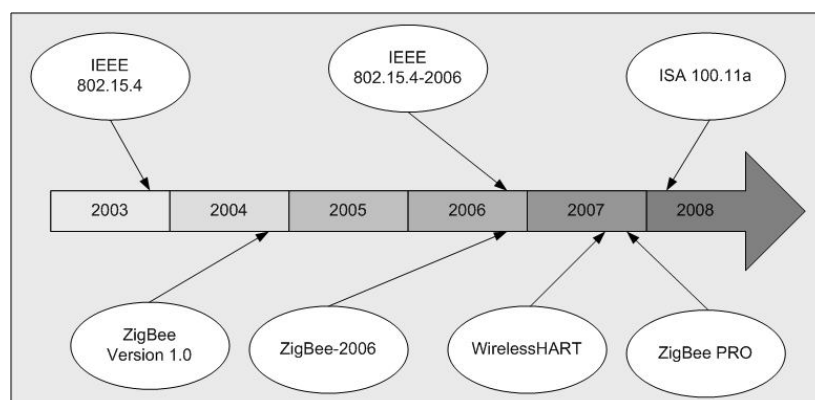 IEEE
802.15.4
IEEE
802.15.4-2006
ISA 100.11a
2003 2004 2005 2006 2007 2008
ZigBee
Version 1.0
ZigBee-2006
WirelessHART
ZigBee PRO